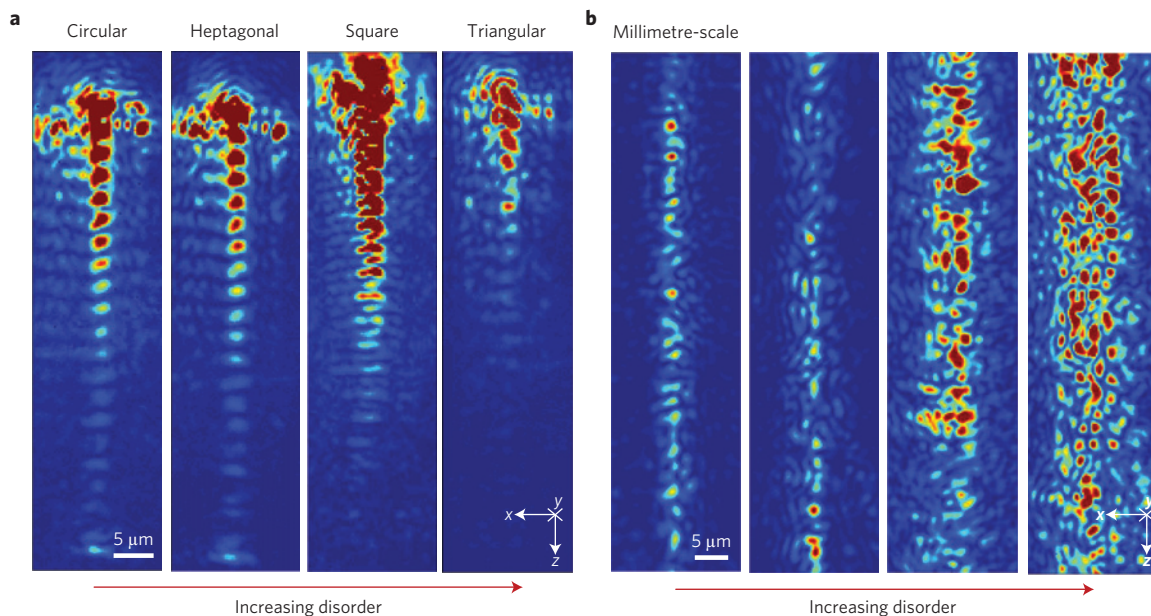 a
Circular
Heptagonal
Square
Triangular
5 μm
x
y
z
Increasing disorder
b
Millimetre-scale
5 μm
x
y
z
Increasing disorder